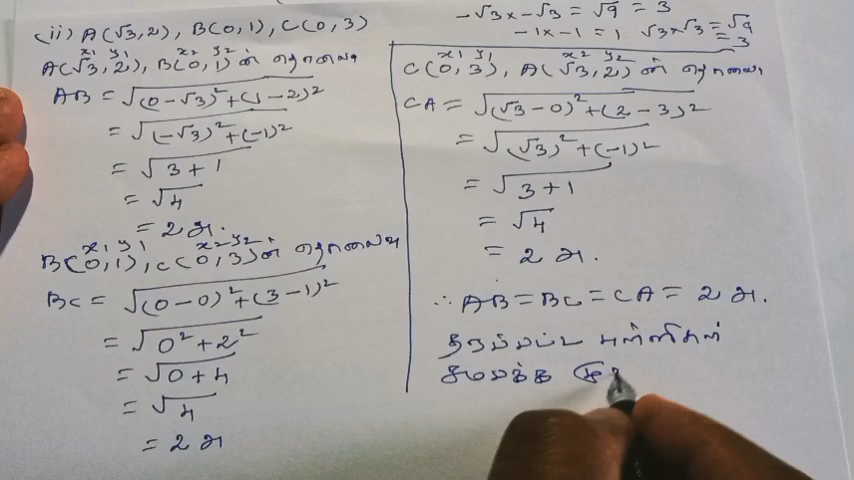 (ii) A(√3, 2), B(0, 1), C(0, 3)
x₁ y₁ x₂ y₂
A(√3, 2), B(0, 1) ன் தொலைவு
AB = √(0-√3)² + (1-2)²
= √(-√3)² + (-1)²
= √3 + 1
= √4
= 2 அ.
x₁ y₁ x₂ y₂
B(0, 1), C(0, 3) ன் தொலைவு
BC = √(0-0)² + (3-1)²
= √0² + 2²
= √0 + 4
= √4
= 2 அ
-√3 x -√3 = √9 = 3
-1 x -1 = 1 √3 x √3 = √9
= 3
x₁ y₁ x₂ y₂
C(0, 3), A(√3, 2) ன் தொலைவு
CA = √(√3-0)² + (2-3)²
= √(√3)² + (-1)²
= √3 + 1
= √4
= 2 அ.
∴ AB = BC = CA = 2 அ.
தரப்பட்ட புள்ளிகள்
சமபக்க